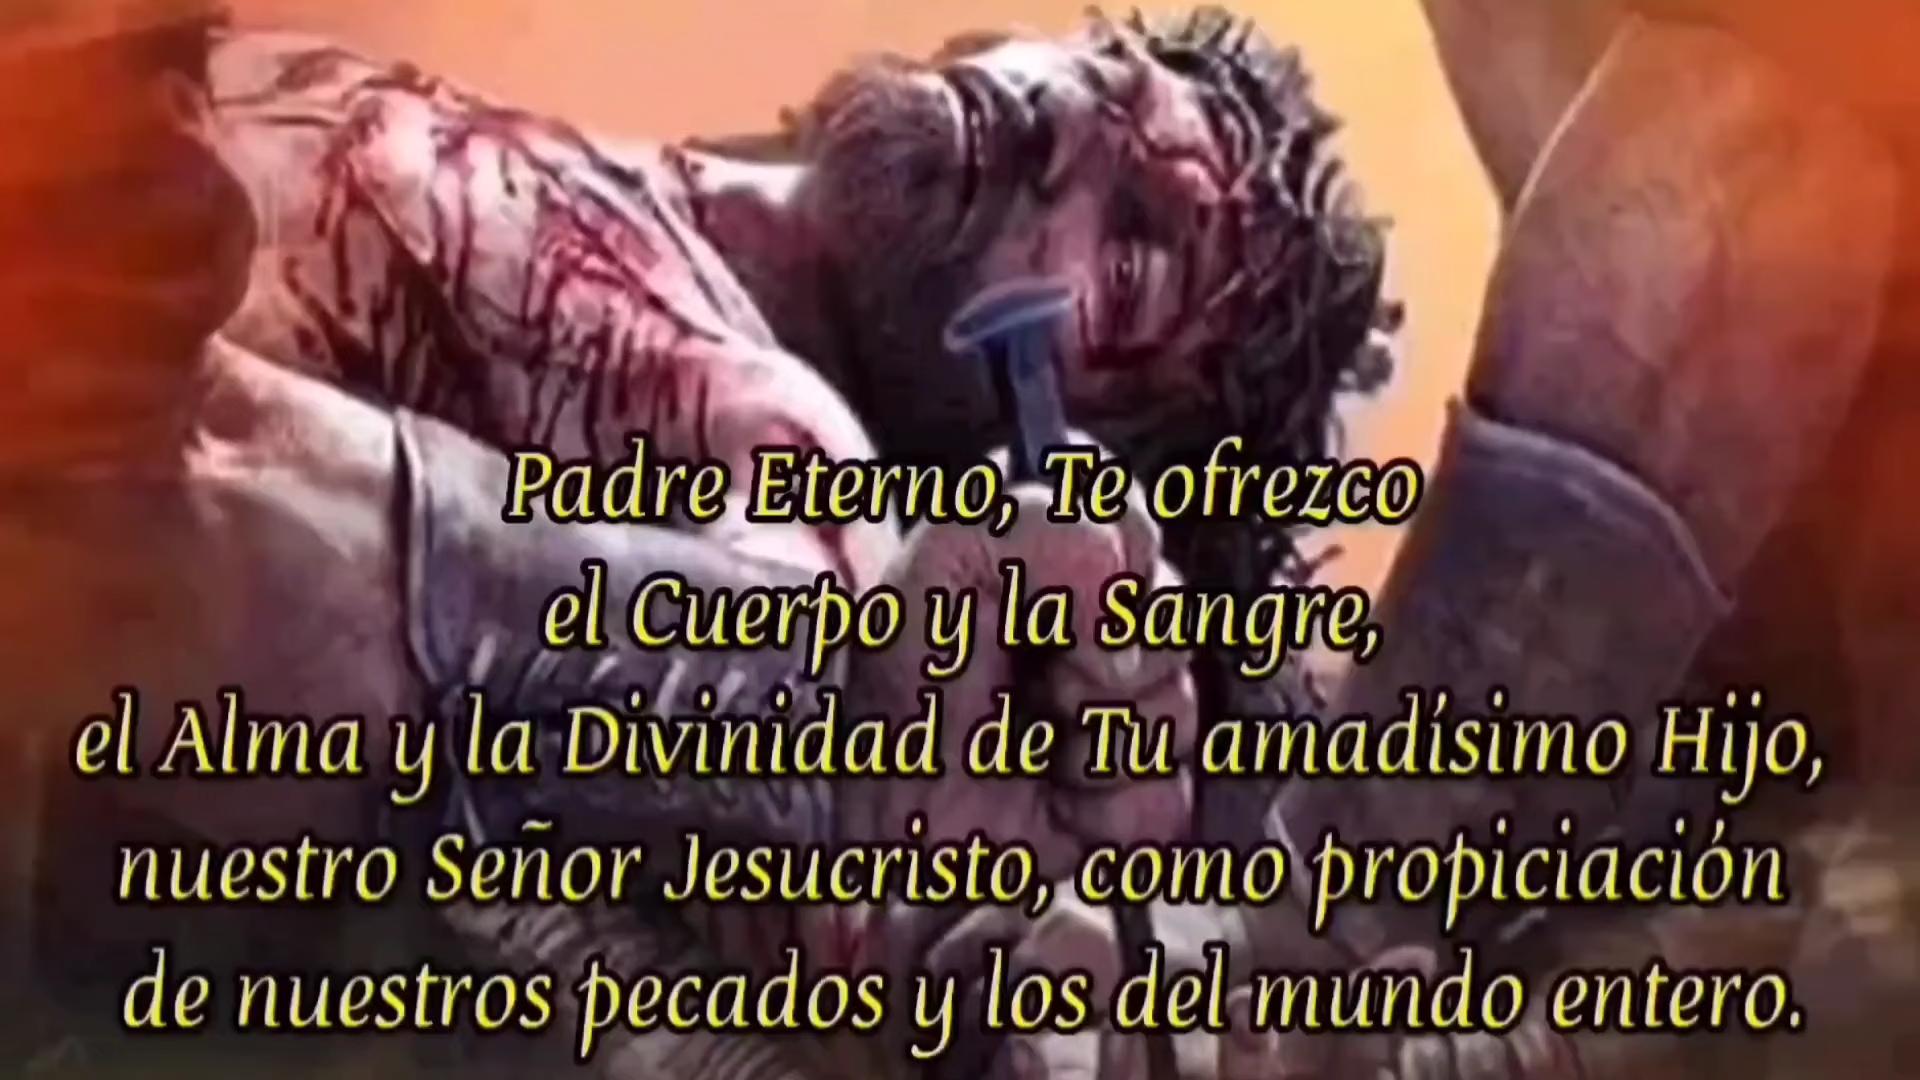 Padre Eterno, Te ofrezco
el Cuerpo y la Sangre,
el Alma y la Divinidad de Tu amadísimo Hijo,
nuestro Señor Jesucristo, como propiciación
de nuestros pecados y los del mundo entero.